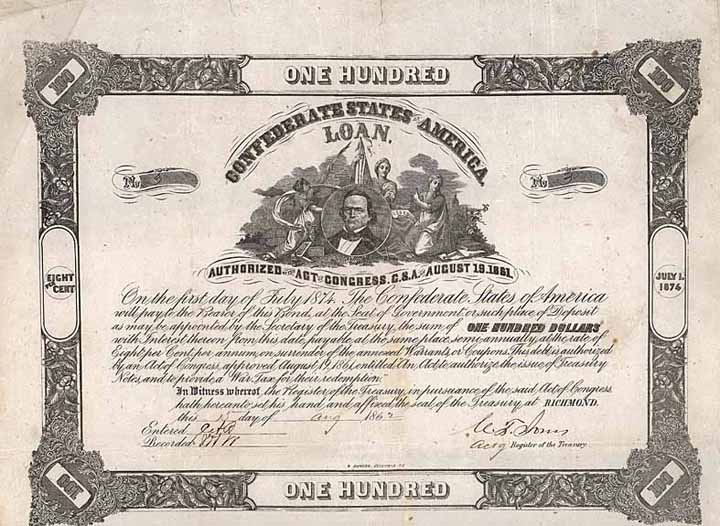 100
ONE HUNDRED
100
CONFEDERATE STATES OF AMERICA.
LOAN.
No
No
AUTHORIZED BY THE ACT OF CONGRESS, C.S.A. OF AUGUST 19, 1861.
EIGHT PER CENT
JULY 1. 1874
On the first day of July 1874, The Confederate States of America
will pay to the Bearer of this Bond, at the Seat of Government, or such place of Deposit
as may be appointed by the Secretary of the Treasury, the sum of ONE HUNDRED DOLLARS
with Interest thereon from this date, payable at the same place, semi-annually, at the rate of
Eight per Cent per annum, on surrender of the annexed Warrants, or Coupons. This debt is authorized
by an Act of Congress, approved August 19, 1861, entitled An Act to authorize the issue of Treasury
Notes, and to provide a War Tax for their redemption.
In Witness whereof, the Register of the Treasury, in pursuance of the said Act of Congress,
hath hereunto set his hand, and affixed the seal of the Treasury, at RICHMOND,
this day of Aug 1862
Entered
Recorded
Actg Register of the Treasury
100
ONE HUNDRED
100